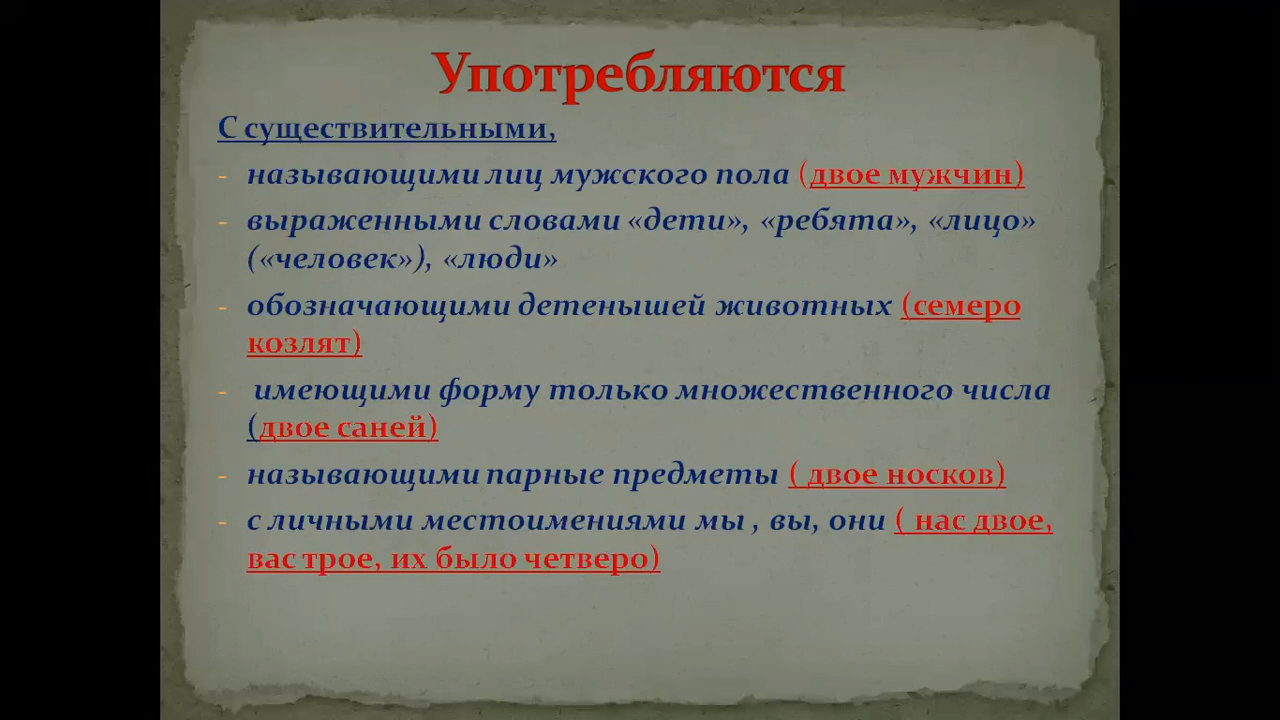 Употребляются
С существительными,
- называющими лиц мужского пола (двое мужчин)
- выраженными словами «дети», «ребята», «лицо»
(«человек»), «люди»
- обозначающими детенышей животных (семеро
козлят)
- имеющими форму только множественного числа
(двое саней)
- называющими парные предметы ( двое носков)
- с личными местоимениями мы , вы, они ( нас двое,
вас трое, их было четверо)